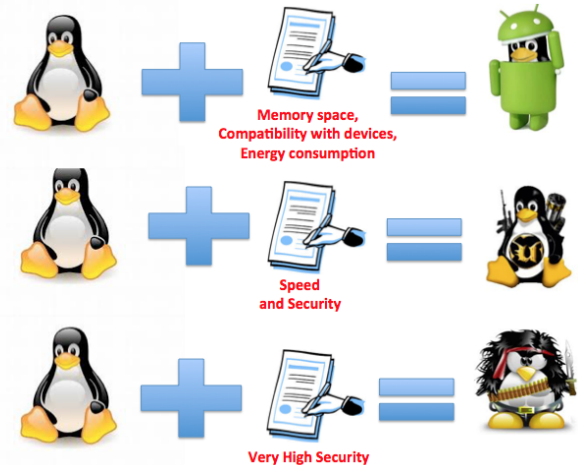 Memory space,
Compatibility with devices,
Energy consumption
Speed
and Security
Very High Security